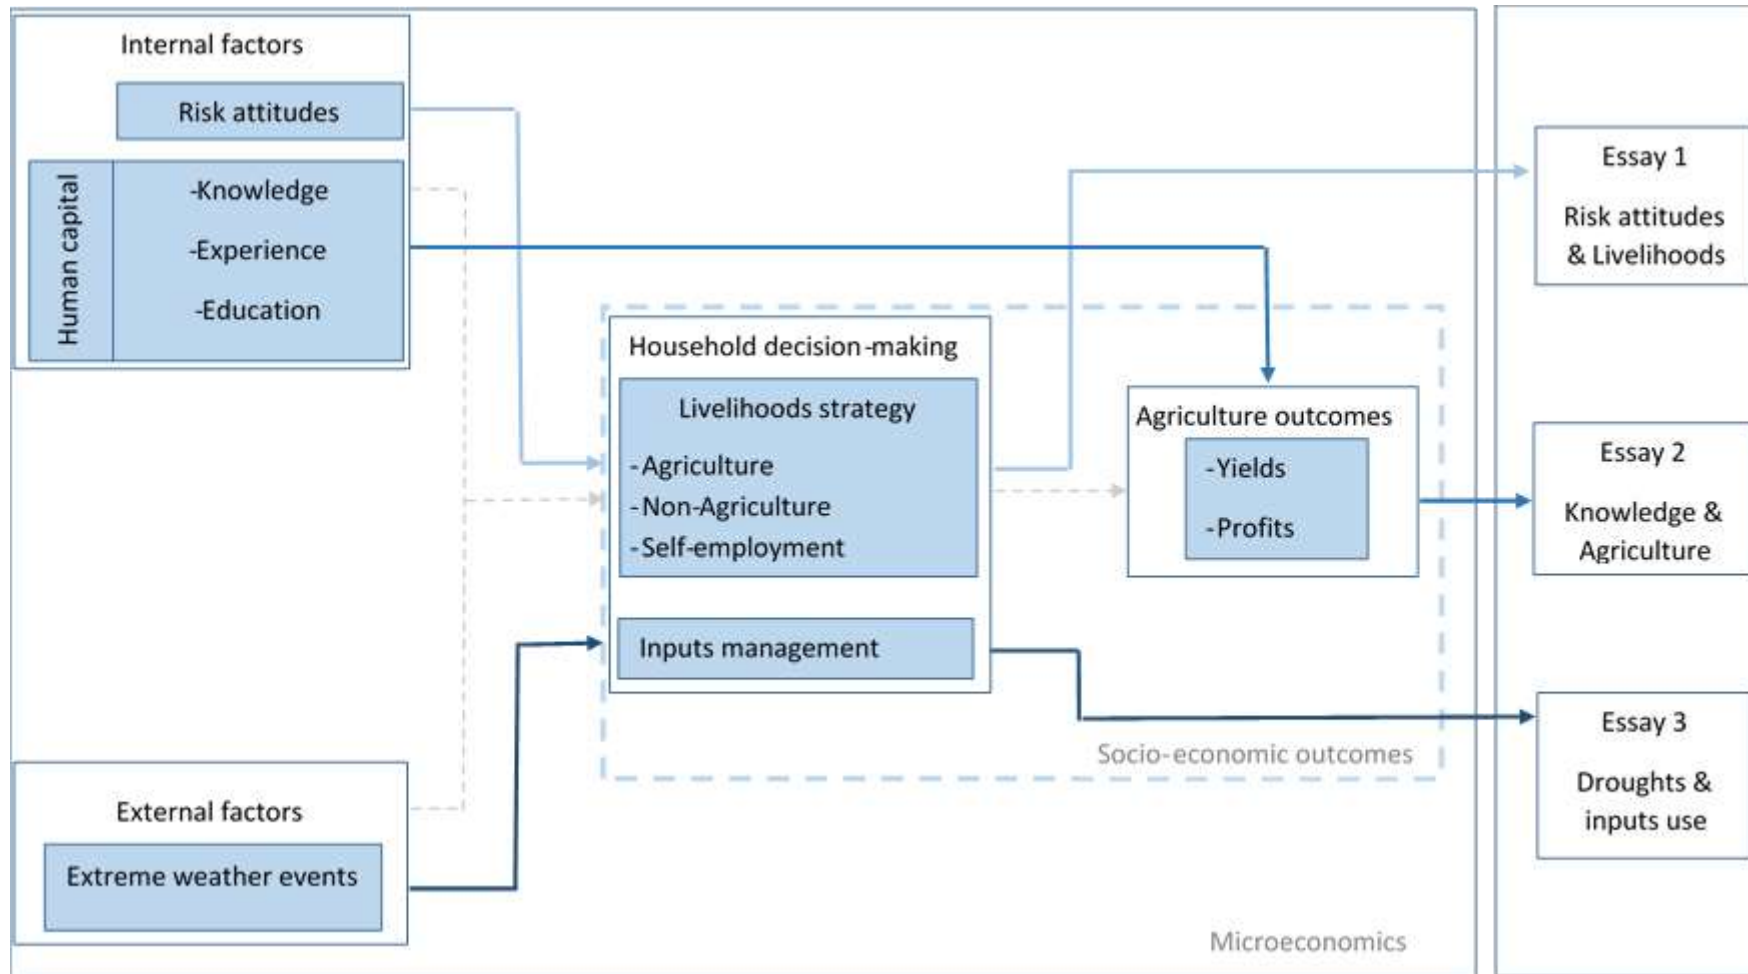 Internal factors
Risk attitudes
Human capital
-Knowledge
-Experience
-Education
Household decision-making
Livelihoods strategy
-Agriculture
-Non-Agriculture
-Self-employment
Inputs management
Agriculture outcomes
-Yields
-Profits
Socio-economic outcomes
External factors
Extreme weather events
Microeconomics
Essay 1
Risk attitudes
& Livelihoods
Essay 2
Knowledge &
Agriculture
Essay 3
Droughts &
inputs use